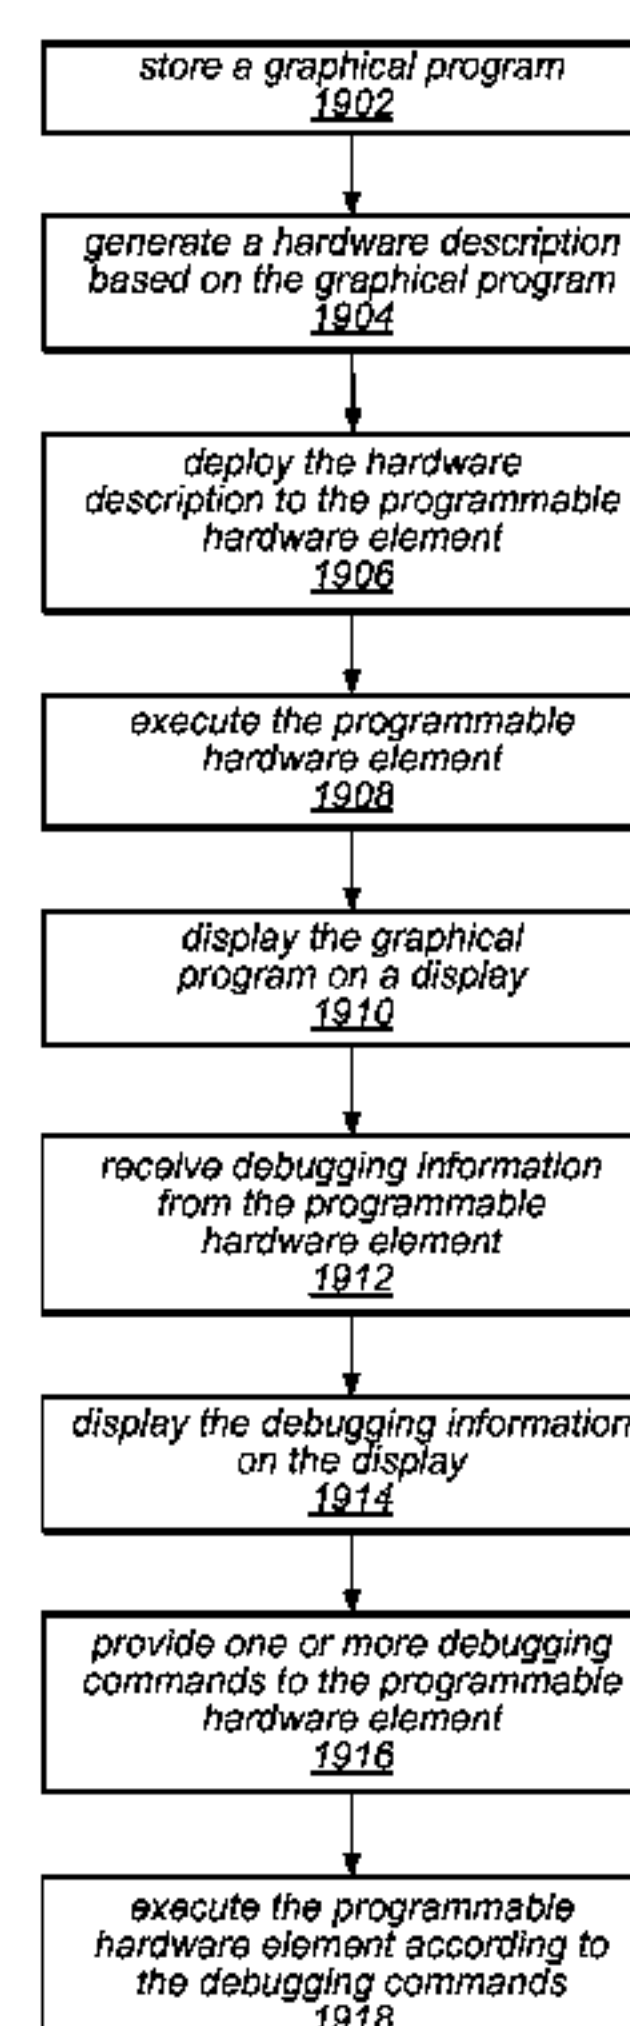 store a graphical program
1902
generate a hardware description
based on the graphical program
1904
deploy the hardware
description to the programmable
hardware element
1906
execute the programmable
hardware element
1908
display the graphical
program on a display
1910
receive debugging information
from the programmable
hardware element
1912
display the debugging information
on the display
1914
provide one or more debugging
commands to the programmable
hardware element
1916
execute the programmable
hardware element according to
the debugging commands
1918